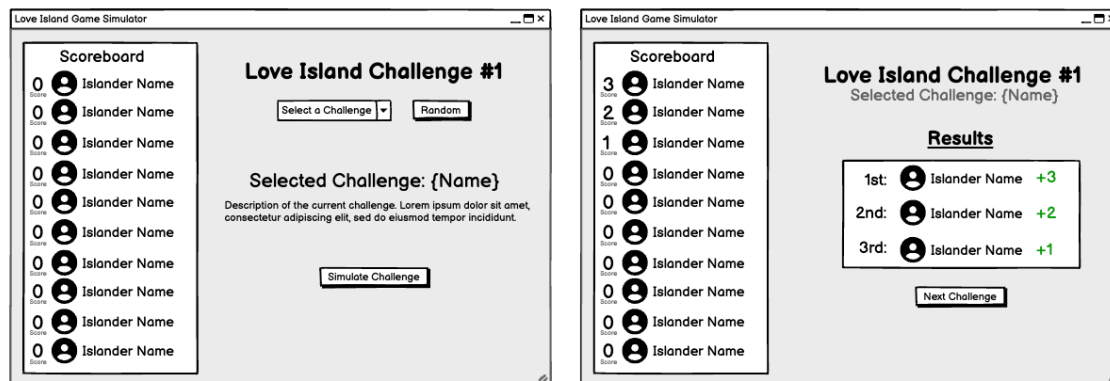 Love Island Game Simulator
Scoreboard
0 Islander Name
Score
0 Islander Name
Score
0 Islander Name
Score
0 Islander Name
Score
0 Islander Name
Score
0 Islander Name
Score
0 Islander Name
Score
0 Islander Name
Score
0 Islander Name
Score
0 Islander Name
Score
Love Island Challenge #1
Select a Challenge Random
Selected Challenge: {Name}
Description of the current challenge. Lorem ipsum dolor sit amet,
consectetur adipiscing elit, sed do eiusmod tempor incididunt.
Simulate Challenge
Love Island Game Simulator
Scoreboard
3 Islander Name
Score
2 Islander Name
Score
1 Islander Name
Score
0 Islander Name
Score
0 Islander Name
Score
0 Islander Name
Score
0 Islander Name
Score
0 Islander Name
Score
0 Islander Name
Score
0 Islander Name
Score
Love Island Challenge #1
Selected Challenge: {Name}
Results
1st: Islander Name +3
2nd: Islander Name +2
3rd: Islander Name +1
Next Challenge